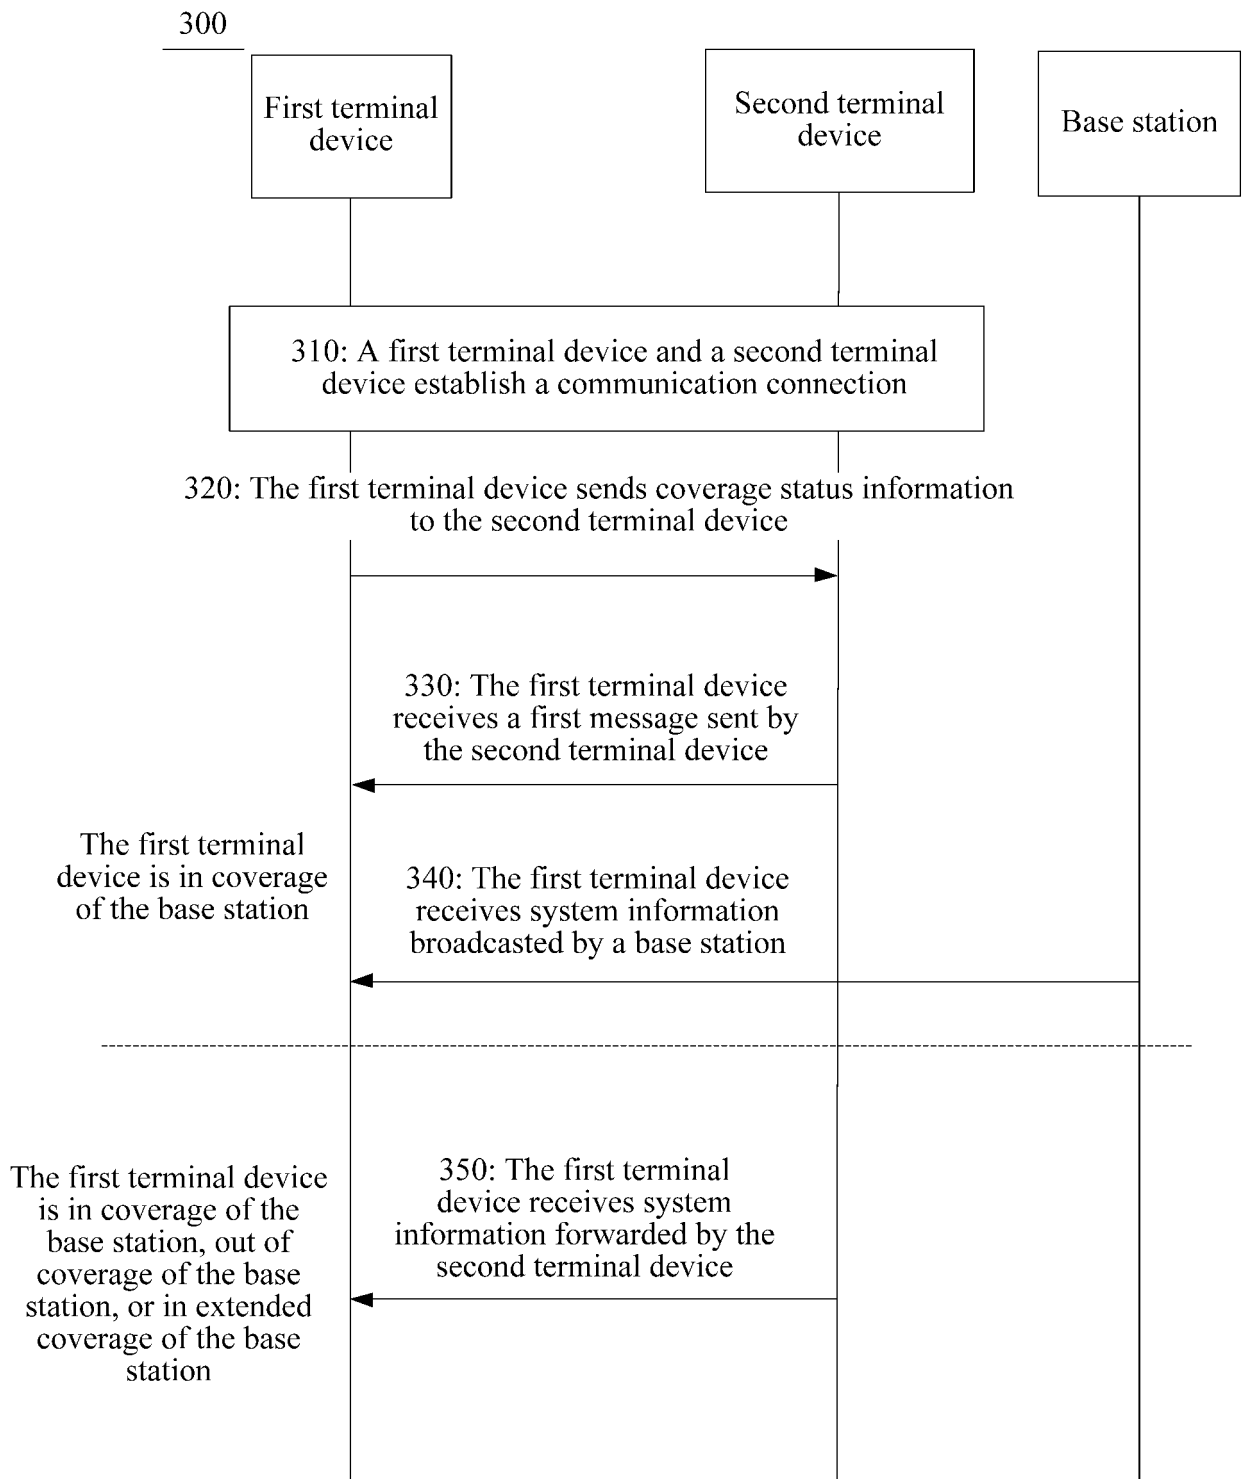 300
First terminal
device
Second terminal
device
Base station
310: A first terminal device and a second terminal
device establish a communication connection
320: The first terminal device sends coverage status information
to the second terminal device
330: The first terminal device
receives a first message sent by
the second terminal device
The first terminal
device is in coverage
of the base station
340: The first terminal device
receives system information
broadcasted by a base station
The first terminal device
is in coverage of the
base station, out of
coverage of the base
station, or in extended
coverage of the base
station
350: The first terminal
device receives system
information forwarded by the
second terminal device